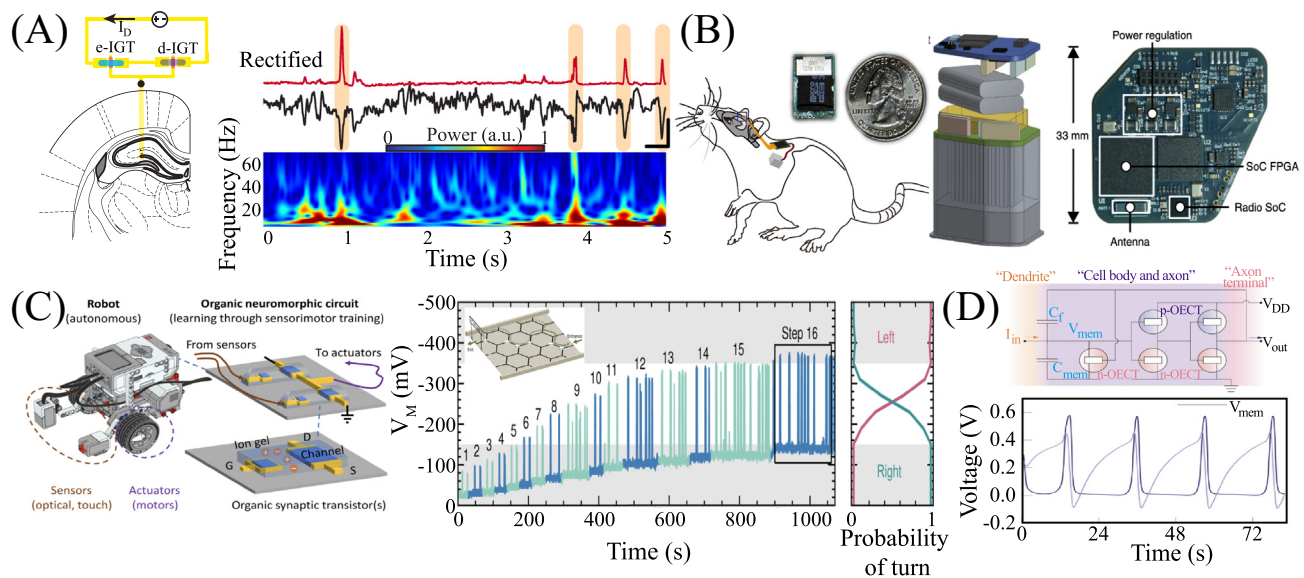 (A)
I_D
e-IGT
d-IGT
Rectified
0
Power (a.u.)
1
Frequency (Hz)
60
40
20
0
1
2
3
4
5
Time (s)
(B)
33 mm
Power regulation
SoC FPGA
Radio SoC
Antenna
(C)
Robot
(autonomous)
Organic neuromorphic circuit
(learning through sensorimotor training)
From sensors
To actuators
Ion gel
D
Channel
G
S
Sensors
(optical, touch)
Actuators
(motors)
Organic synaptic transistor(s)
V_M (mV)
-500
-400
-300
-200
-100
0
Exit
Entrance
1
2
3
4
5
6
7
8
9
10
11
12
13
14
15
Step 16
0
200
400
600
800
1000
Time (s)
Left
Right
0
1
Probability
of turn
(D)
"Dendrite"
"Cell body and axon"
"Axon
terminal"
p-OECT
V_DD
C_f
V_mem
I_in
V_out
C_mem
n-OECT
n-OECT
V_mem
Voltage (V)
0.6
0.4
0.2
0.0
-0.2
24
48
72
Time (s)